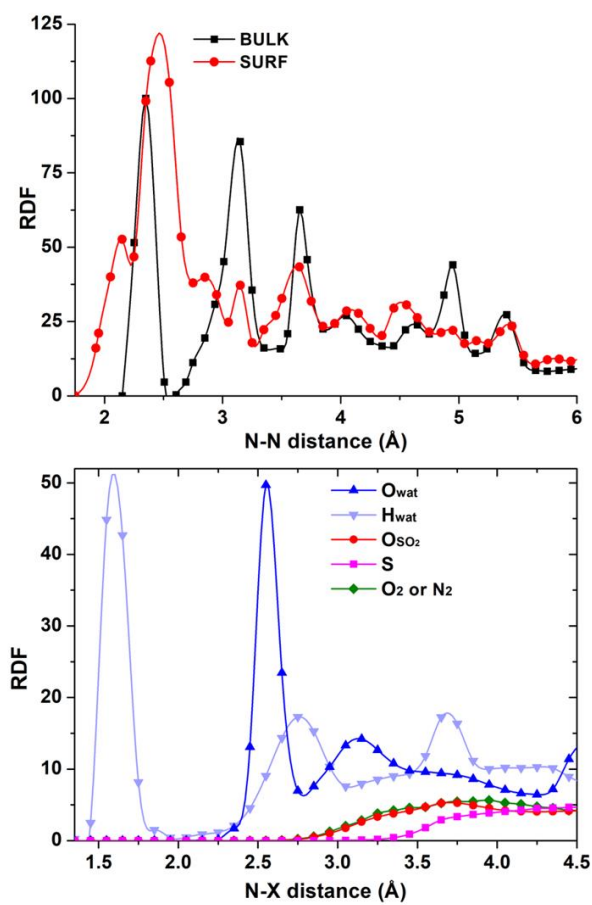 BULK
SURF
125
100
75
50
25
0
RDF
2
3
4
5
6
N-N distance (Å)
Owat
Hwat
OSO2
S
O2 or N2
50
40
30
20
10
0
RDF
1.5
2.0
2.5
3.0
3.5
4.0
4.5
N-X distance (Å)